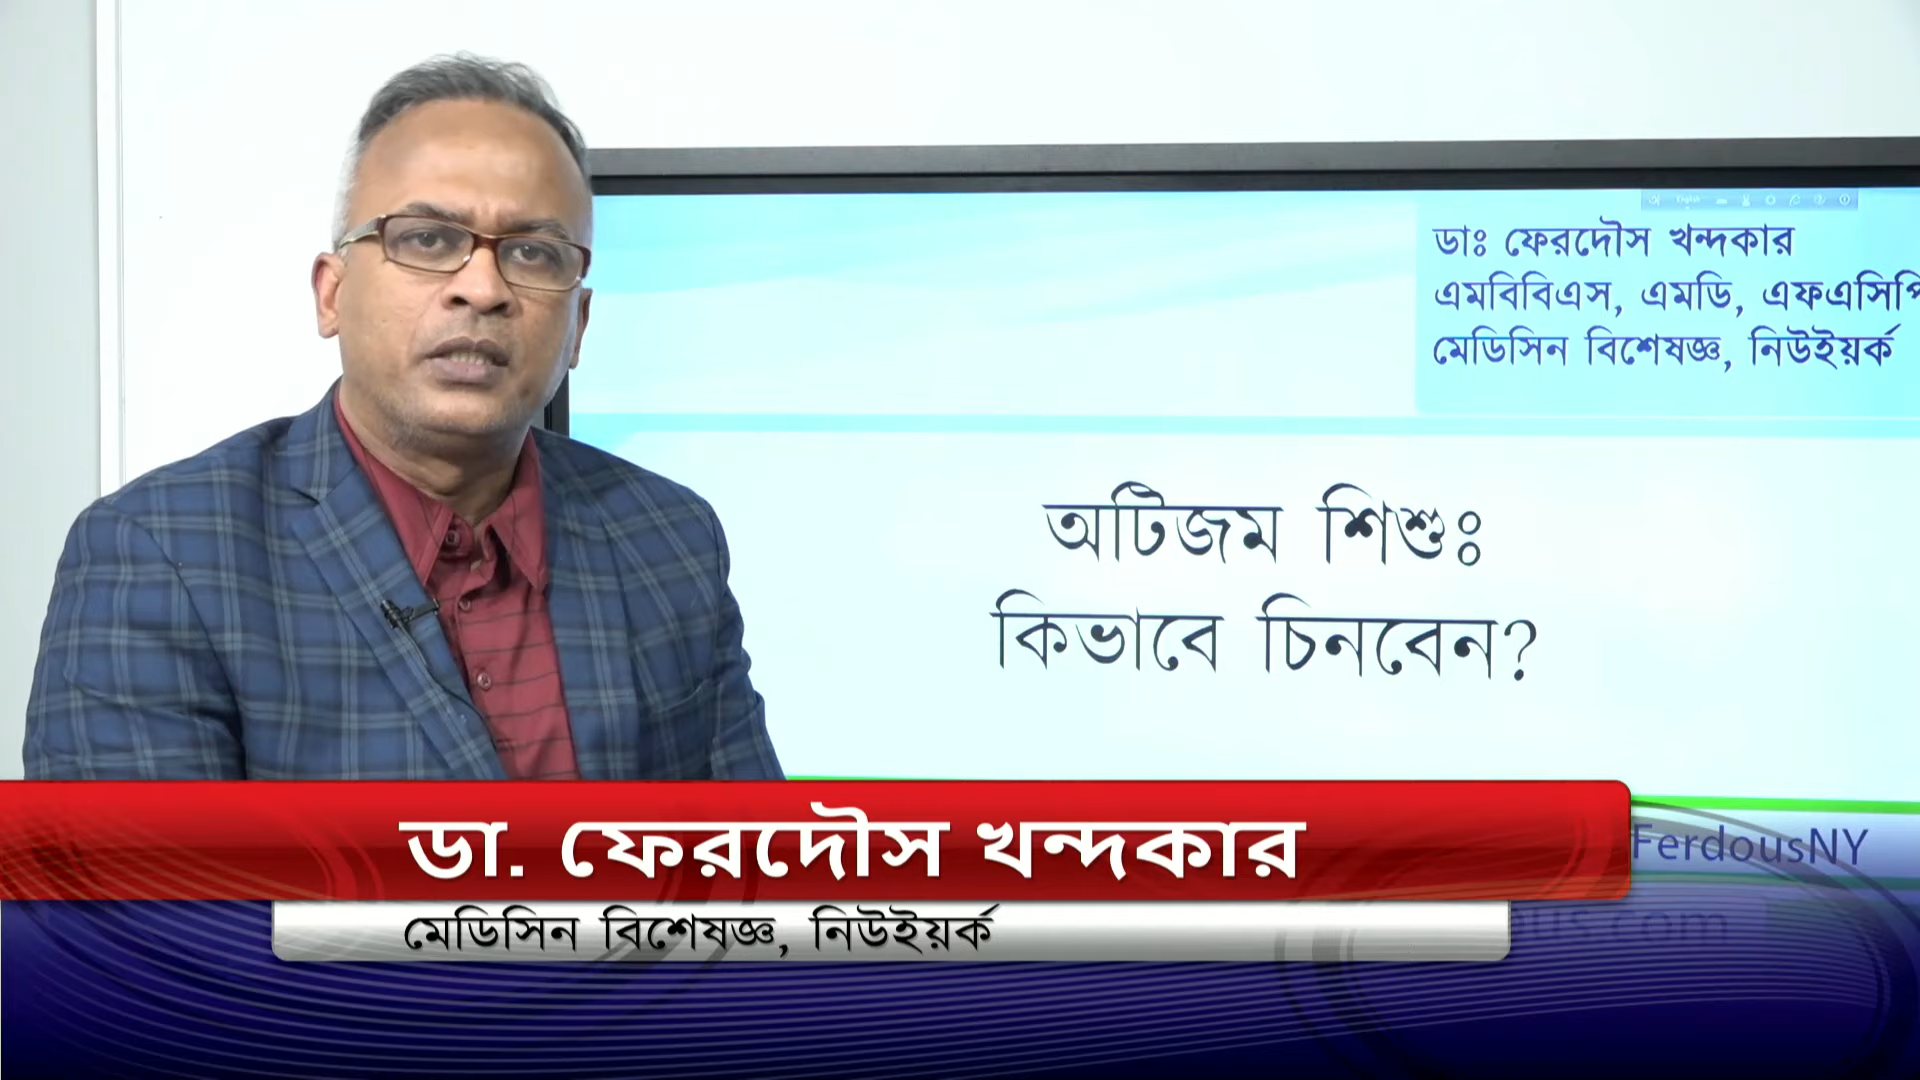 ডাঃ ফেরদৌস খন্দকার
এমবিবিএস, এমডি, এফএসিপি
মেডিসিন বিশেষজ্ঞ, নিউইয়র্ক
অটিজম শিশুঃ
কিভাবে চিনবেন?
ডা. ফেরদৌস খন্দকার
FerdousNY
মেডিসিন বিশেষজ্ঞ, নিউইয়র্ক